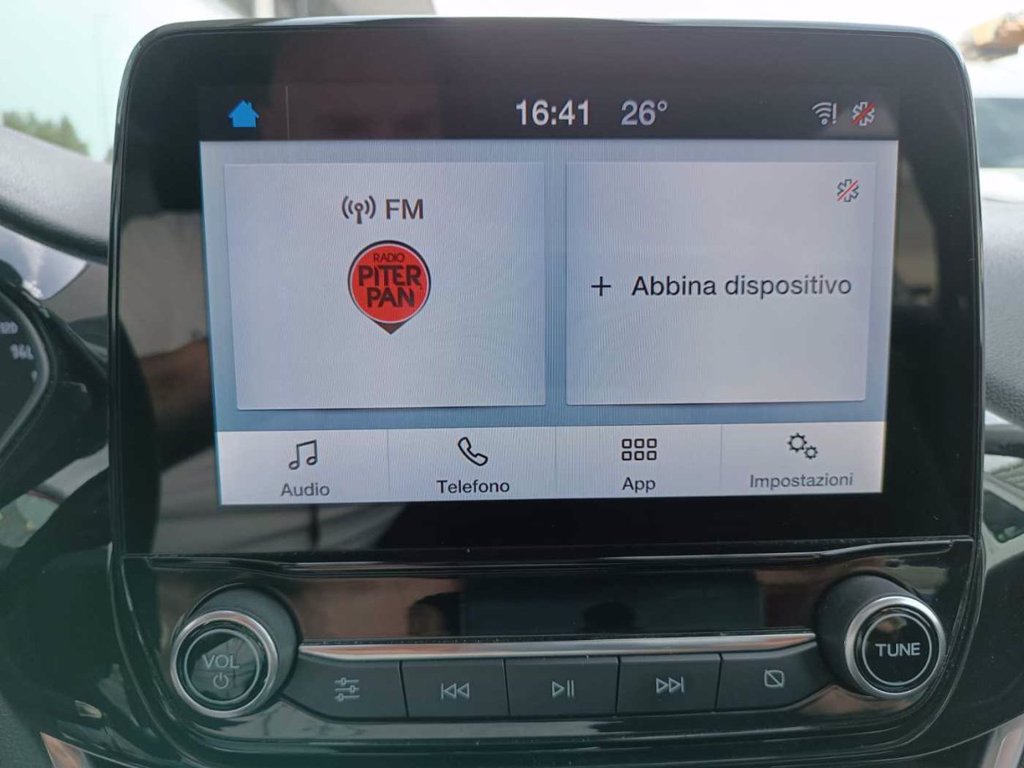 16:41 26°
FM
RADIO
PITER
PAN
+ Abbina dispositivo
Audio
Telefono
App
Impostazioni
VOL
TUNE